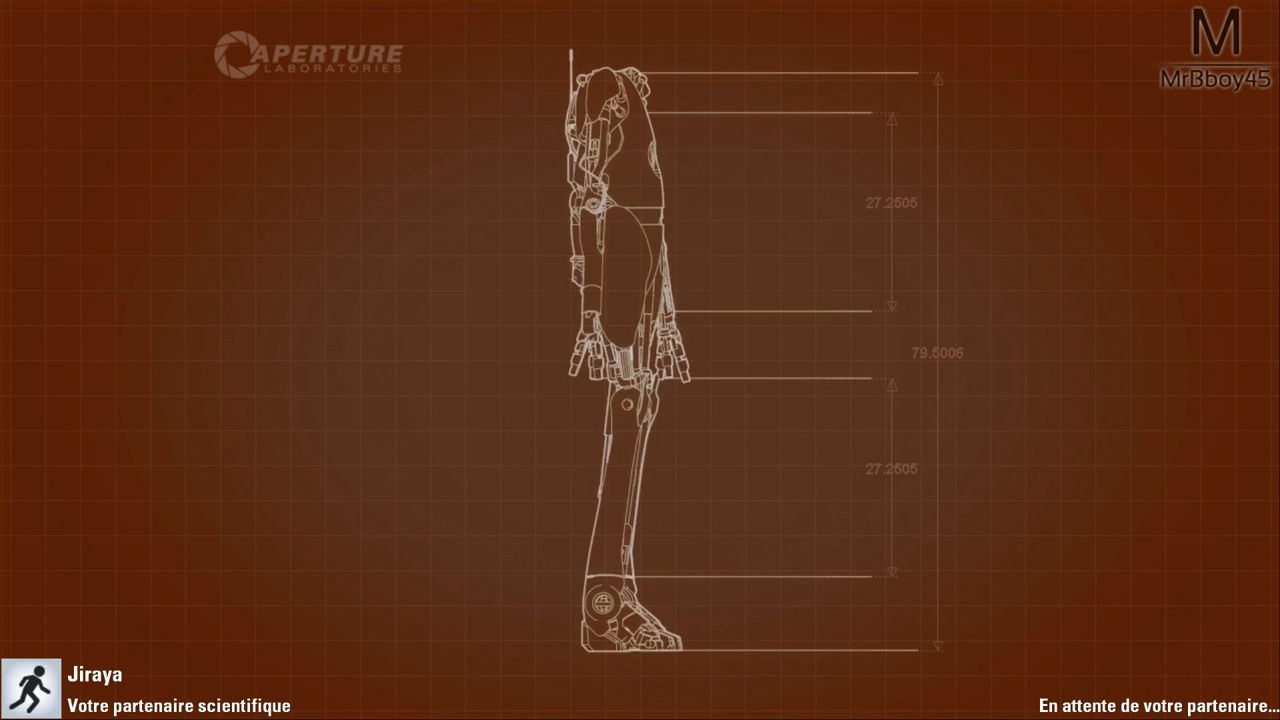 APERTURE
LABORATORIES
M
MrBboy45
27.2505
79.5006
27.2505
Jiraya
Votre partenaire scientifique
En attente de votre partenaire...